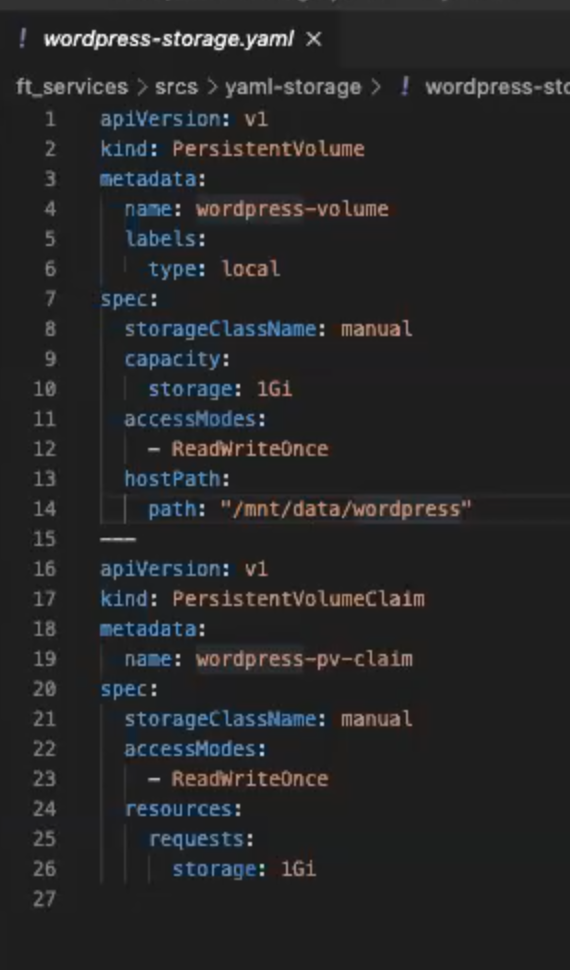 ! wordpress-storage.yaml ×
ft_services > srcs > yaml-storage > ! wordpress-sto
1 apiVersion: v1
2 kind: PersistentVolume
3 metadata:
4   name: wordpress-volume
5   labels:
6     type: local
7 spec:
8   storageClassName: manual
9   capacity:
10     storage: 1Gi
11   accessModes:
12     - ReadWriteOnce
13   hostPath:
14     path: "/mnt/data/wordpress"
15 ---
16 apiVersion: v1
17 kind: PersistentVolumeClaim
18 metadata:
19   name: wordpress-pv-claim
20 spec:
21   storageClassName: manual
22   accessModes:
23     - ReadWriteOnce
24   resources:
25     requests:
26       storage: 1Gi
27